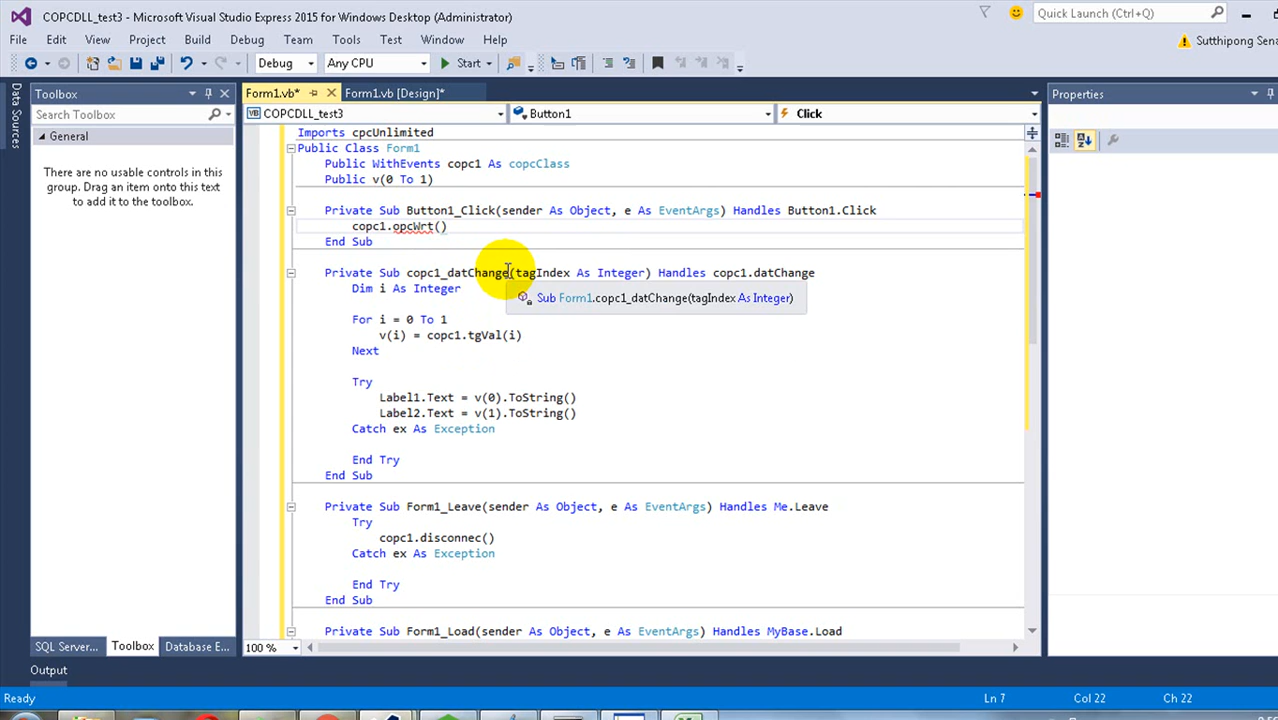 COPCDLL_test3 - Microsoft Visual Studio Express 2015 for Windows Desktop (Administrator)
Quick Launch (Ctrl+Q)
File Edit View Project Build Debug Team Tools Test Window Help
Sutthipong Sena
Debug Any CPU Start
Data Sources
Toolbox
Search Toolbox
General
There are no usable controls in this
group. Drag an item onto this text
to add it to the toolbox.
Form1.vb* Form1.vb [Design]*
COPCDLL_test3 Button1 Click
Properties
Imports cpcUnlimited
Public Class Form1
Public WithEvents copc1 As copcClass
Public v(0 To 1)
Private Sub Button1_Click(sender As Object, e As EventArgs) Handles Button1.Click
copc1.opcWrt()
End Sub
Private Sub copc1_datChange(tagIndex As Integer) Handles copc1.datChange
Dim i As Integer
Sub Form1.copc1_datChange(tagIndex As Integer)
For i = 0 To 1
v(i) = copc1.tgVal(i)
Next
Try
Label1.Text = v(0).ToString()
Label2.Text = v(1).ToString()
Catch ex As Exception
End Try
End Sub
Private Sub Form1_Leave(sender As Object, e As EventArgs) Handles Me.Leave
Try
copc1.disconnec()
Catch ex As Exception
End Try
End Sub
Private Sub Form1_Load(sender As Object, e As EventArgs) Handles MyBase.Load
SQL Server... Toolbox Database E...
100 %
Output
Ready Ln 7 Col 22 Ch 22